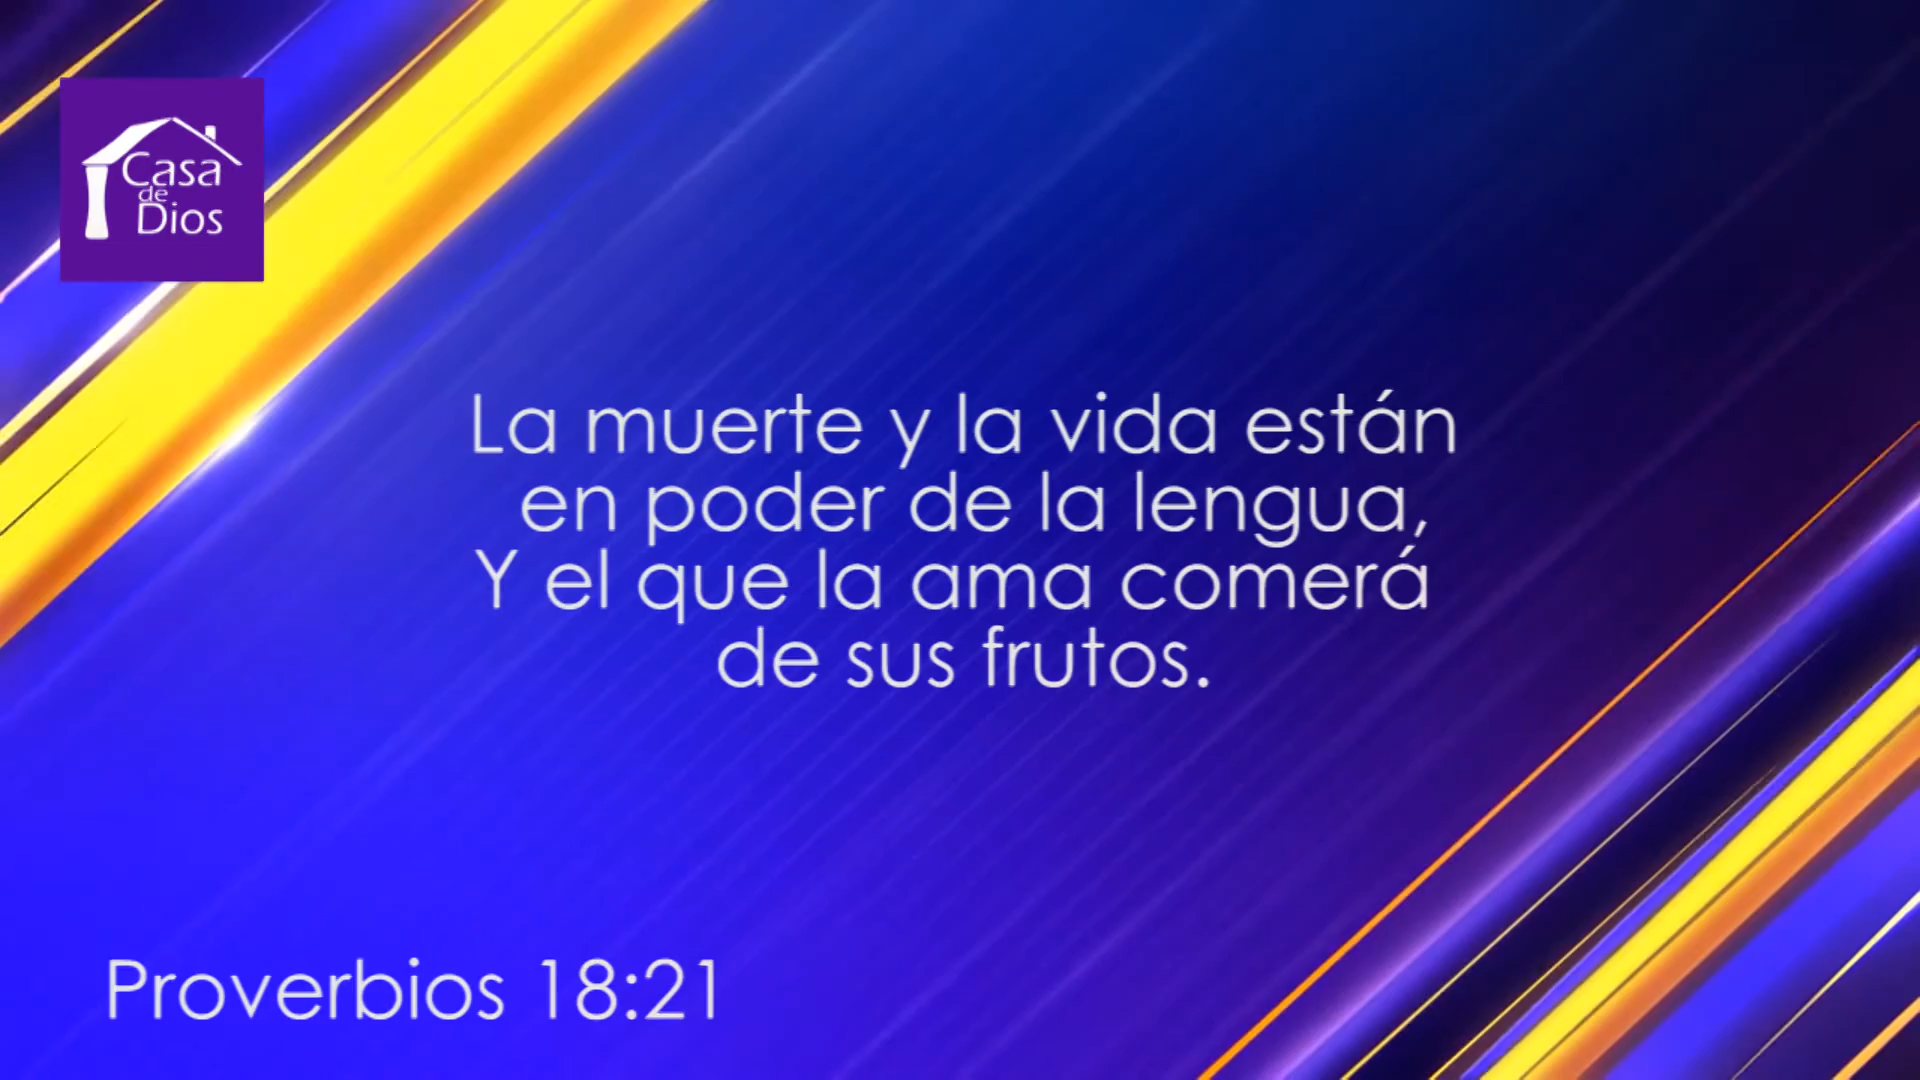 Casa
de
Dios
La muerte y la vida están
en poder de la lengua,
Y el que la ama comerá
de sus frutos.
Proverbios 18:21